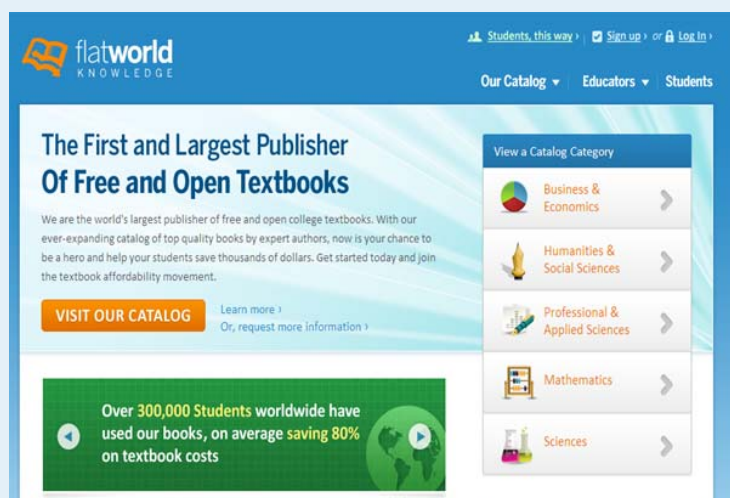 flatworld
KNOWLEDGE
Students, this way › Sign up › or Log In ›
Our Catalog Educators Students
The First and Largest Publisher
Of Free and Open Textbooks
We are the world's largest publisher of free and open college textbooks. With our
ever-expanding catalog of top quality books by expert authors, now is your chance to
be a hero and help your students save thousands of dollars. Get started today and join
the textbook affordability movement.
VISIT OUR CATALOG
Learn more ›
Or, request more information ›
View a Catalog Category
Business &
Economics
Humanities &
Social Sciences
Professional &
Applied Sciences
Mathematics
Sciences
Over 300,000 Students worldwide have
used our books, on average saving 80%
on textbook costs